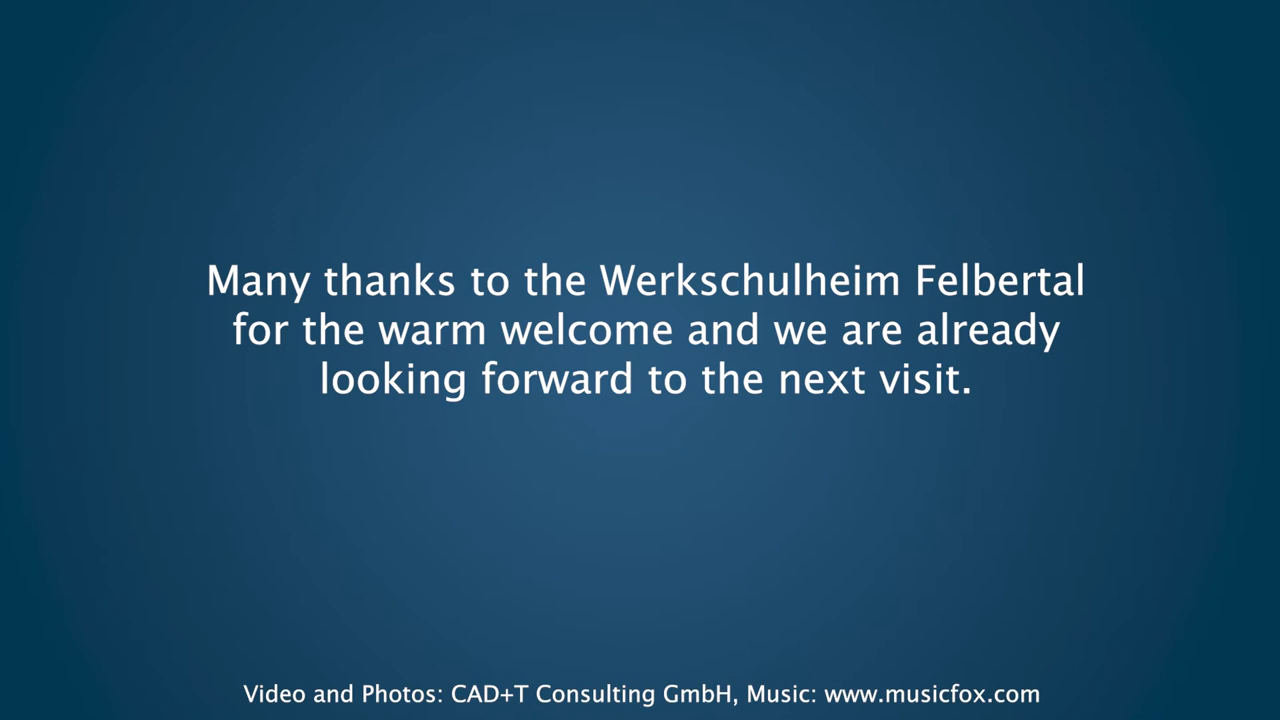 Many thanks to the Werkschulheim Felbertal
for the warm welcome and we are already
looking forward to the next visit.
Video and Photos: CAD+T Consulting GmbH, Music: www.musicfox.com